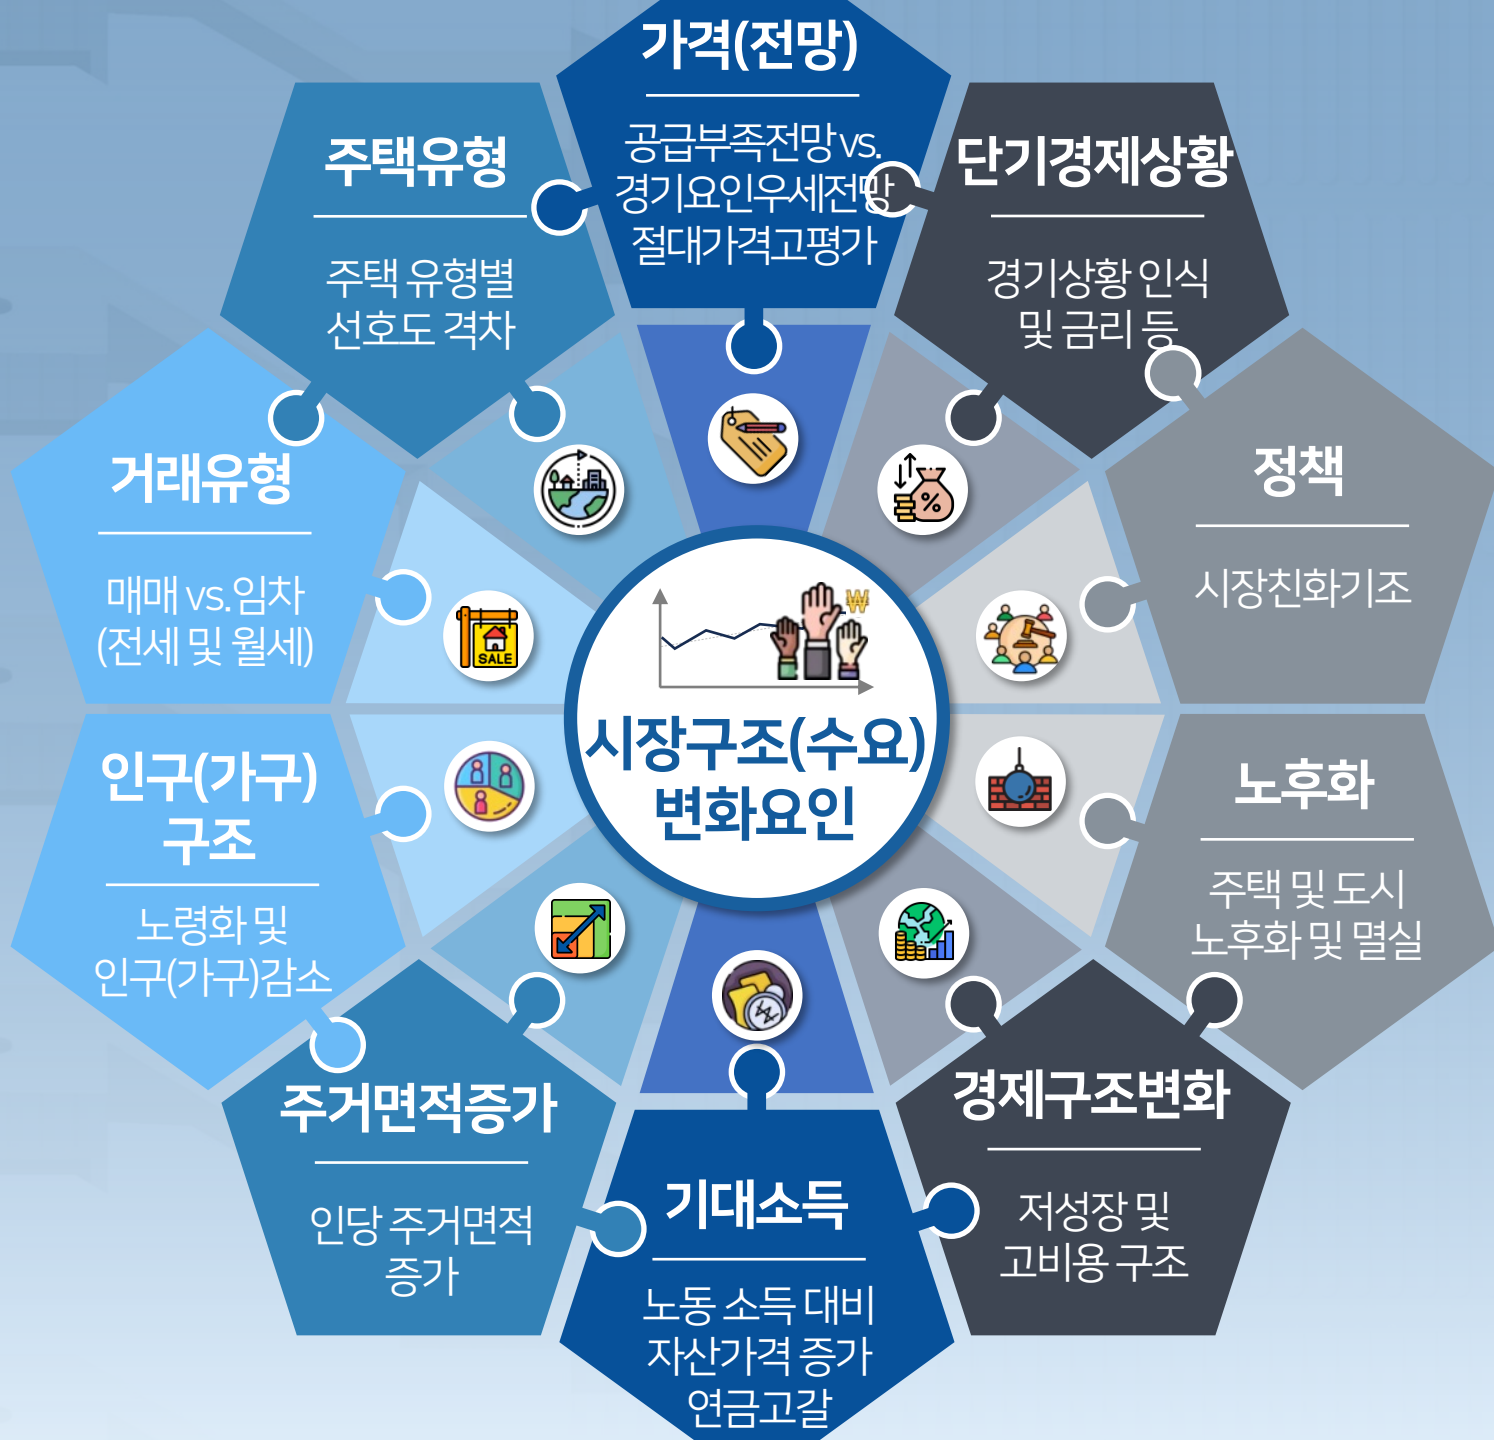 가격(전망)
공급부족전망 vs.
경기요인우세전망
절대가격고평가
단기경제상황
경기상황 인식
및 금리 등
정책
시장친화기조
노후화
주택 및 도시
노후화 및 멸실
경제구조변화
저성장 및
고비용 구조
기대소득
노동 소득 대비
자산가격 증가
연금고갈
주거면적증가
인당 주거면적
증가
인구(가구)
구조
노령화 및
인구(가구)감소
거래유형
매매 vs. 임차
(전세 및 월세)
주택유형
주택 유형별
선호도 격차
SALE
%
₩
시장구조(수요)
변화요인